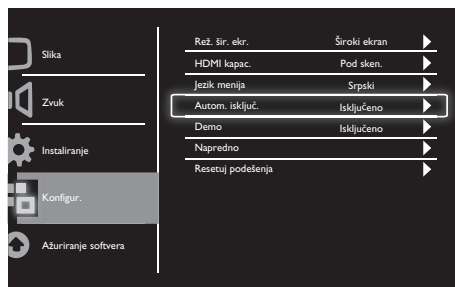 Slika
Zvuk
Instaliranje
Konfigur.
Ažuriranje softvera
Rež. šir. ekr. Široki ekran
HDMI kapac. Pod sken.
Jezik menija Srpski
Autom. isključ. Isključeno
Demo Isključeno
Napredno
Resetuj podešenja